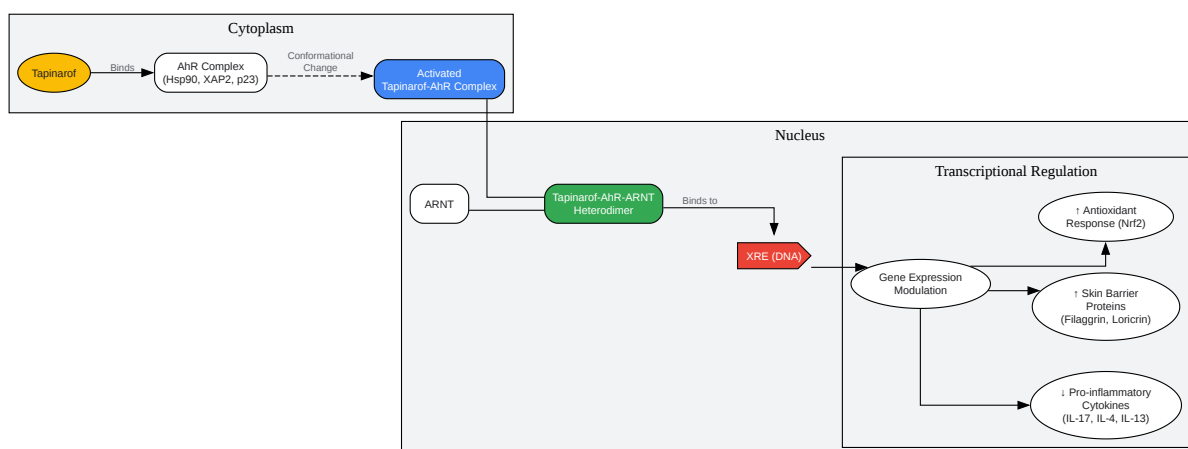 Cytoplasm
Tapinarof
Binds
AhR Complex
(Hsp90, XAP2, p23)
Conformational
Change
Activated
Tapinarof-AhR Complex
Nucleus
ARNT
Tapinarof-AhR-ARNT
Heterodimer
Binds to
XRE (DNA)
Transcriptional Regulation
Gene Expression
Modulation
↑ Antioxidant
Response (Nrf2)
↑ Skin Barrier
Proteins
(Filaggrin, Loricrin)
↓ Pro-inflammatory
Cytokines
(IL-17, IL-4, IL-13)